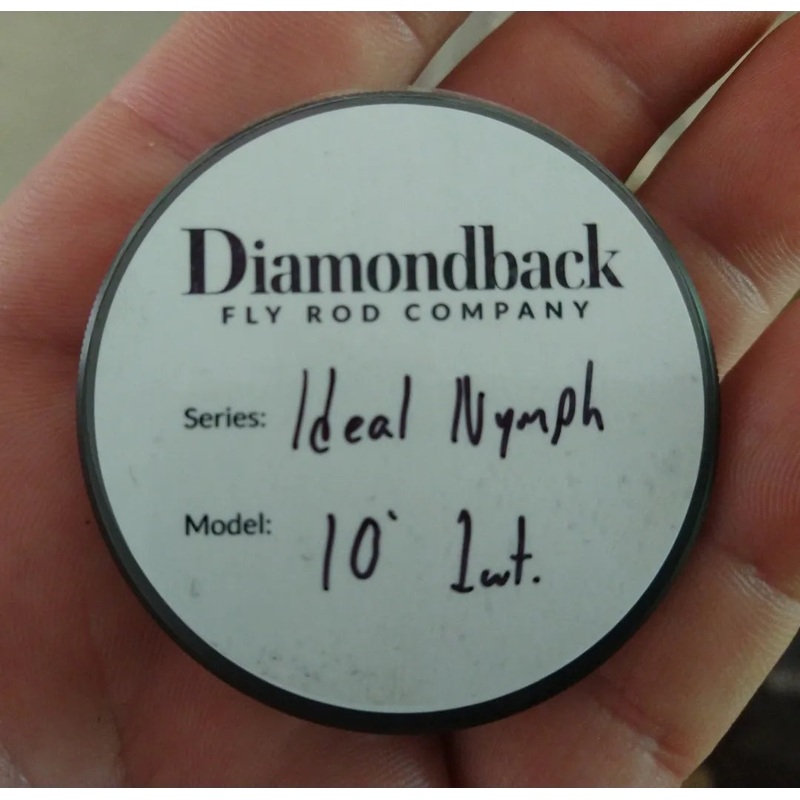 Diamondback
FLY ROD COMPANY
Series: Ideal Nymph
Model: 10' 1wt.